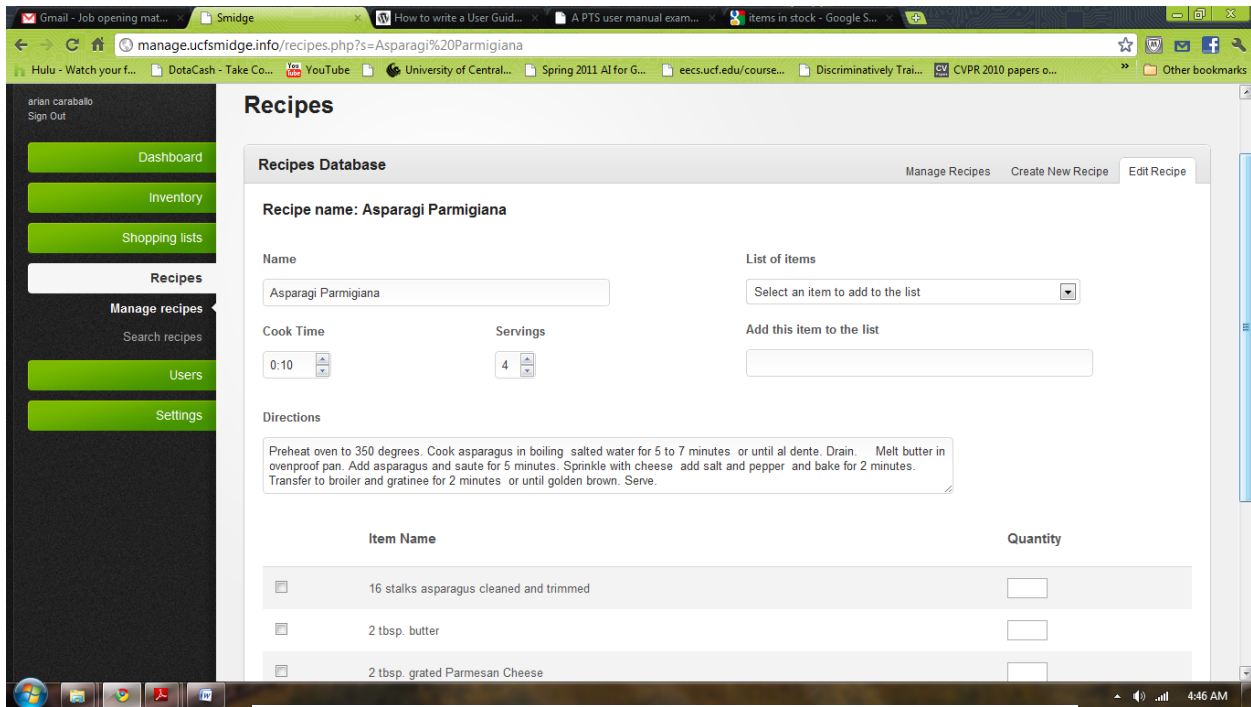 Gmail - Job opening mat...
Smidge
How to write a User Guid...
A PTS user manual exam...
items in stock - Google S...
manage.ucfsmidge.info/recipes.php?s=Asparagi%20Parmigiana
Hulu - Watch your f...
DotaCash - Take Co...
YouTube
University of Central...
Spring 2011 AI for G...
eecs.ucf.edu/course...
Discriminatively Trai...
CVPR 2010 papers o...
»
Other bookmarks
arian caraballo
Sign Out
Dashboard
Inventory
Shopping lists
Recipes
Manage recipes
Search recipes
Users
Settings
Recipes
Recipes Database
Manage Recipes
Create New Recipe
Edit Recipe
Recipe name: Asparagi Parmigiana
Name
Asparagi Parmigiana
List of items
Select an item to add to the list
Cook Time
0:10
Servings
4
Add this item to the list
Directions
Preheat oven to 350 degrees. Cook asparagus in boiling salted water for 5 to 7 minutes or until al dente. Drain. Melt butter in
ovenproof pan. Add asparagus and saute for 5 minutes. Sprinkle with cheese add salt and pepper and bake for 2 minutes.
Transfer to broiler and gratinee for 2 minutes or until golden brown. Serve.
Item Name
Quantity
16 stalks asparagus cleaned and trimmed
2 tbsp. butter
2 tbsp. grated Parmesan Cheese
4:46 AM